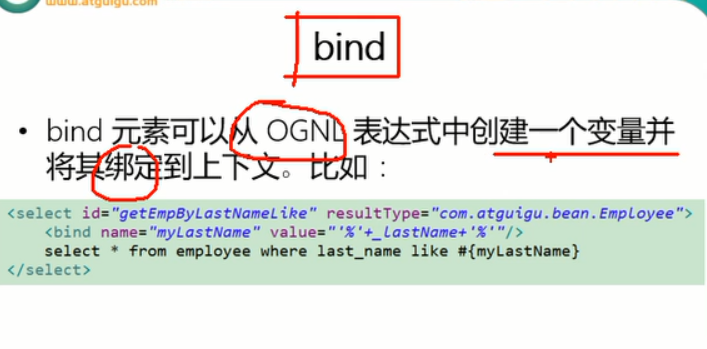 www.atguigu.com
bind
• bind 元素可以从 OGNL 表达式中创建一个变量并
将其绑定到上下文。比如：
<select id="getEmpByLastNameLike" resultType="com.atguigu.bean.Employee">
<bind name="myLastName" value="'%'+_lastName+'%'"/>
select * from employee where last_name like #{myLastName}
</select>